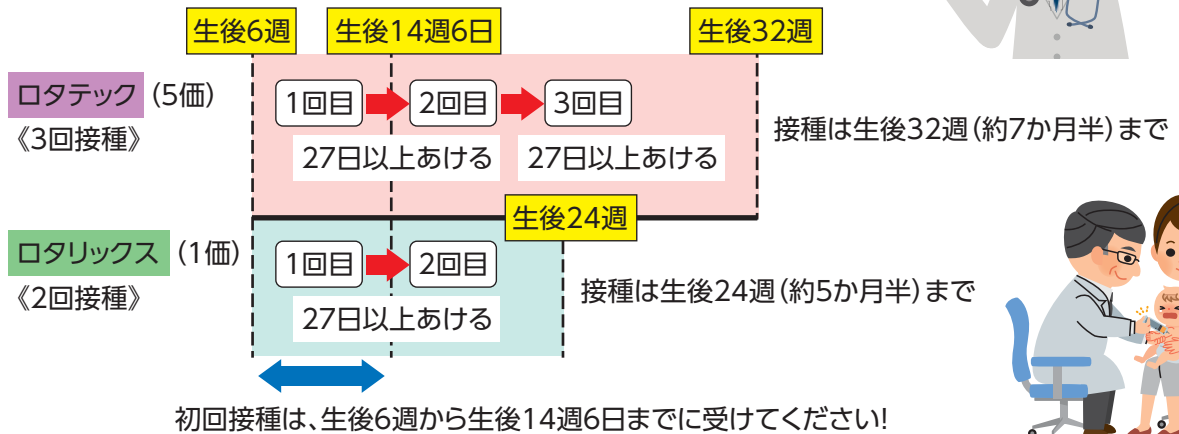 生後6週
生後14週6日
生後32週
ロタテック (5価)
《3回接種》
1回目
2回目
3回目
27日以上あける
27日以上あける
接種は生後32週(約7か月半)まで
生後24週
ロタリックス (1価)
《2回接種》
1回目
2回目
27日以上あける
接種は生後24週(約5か月半)まで
初回接種は、生後6週から生後14週6日までに受けてください!